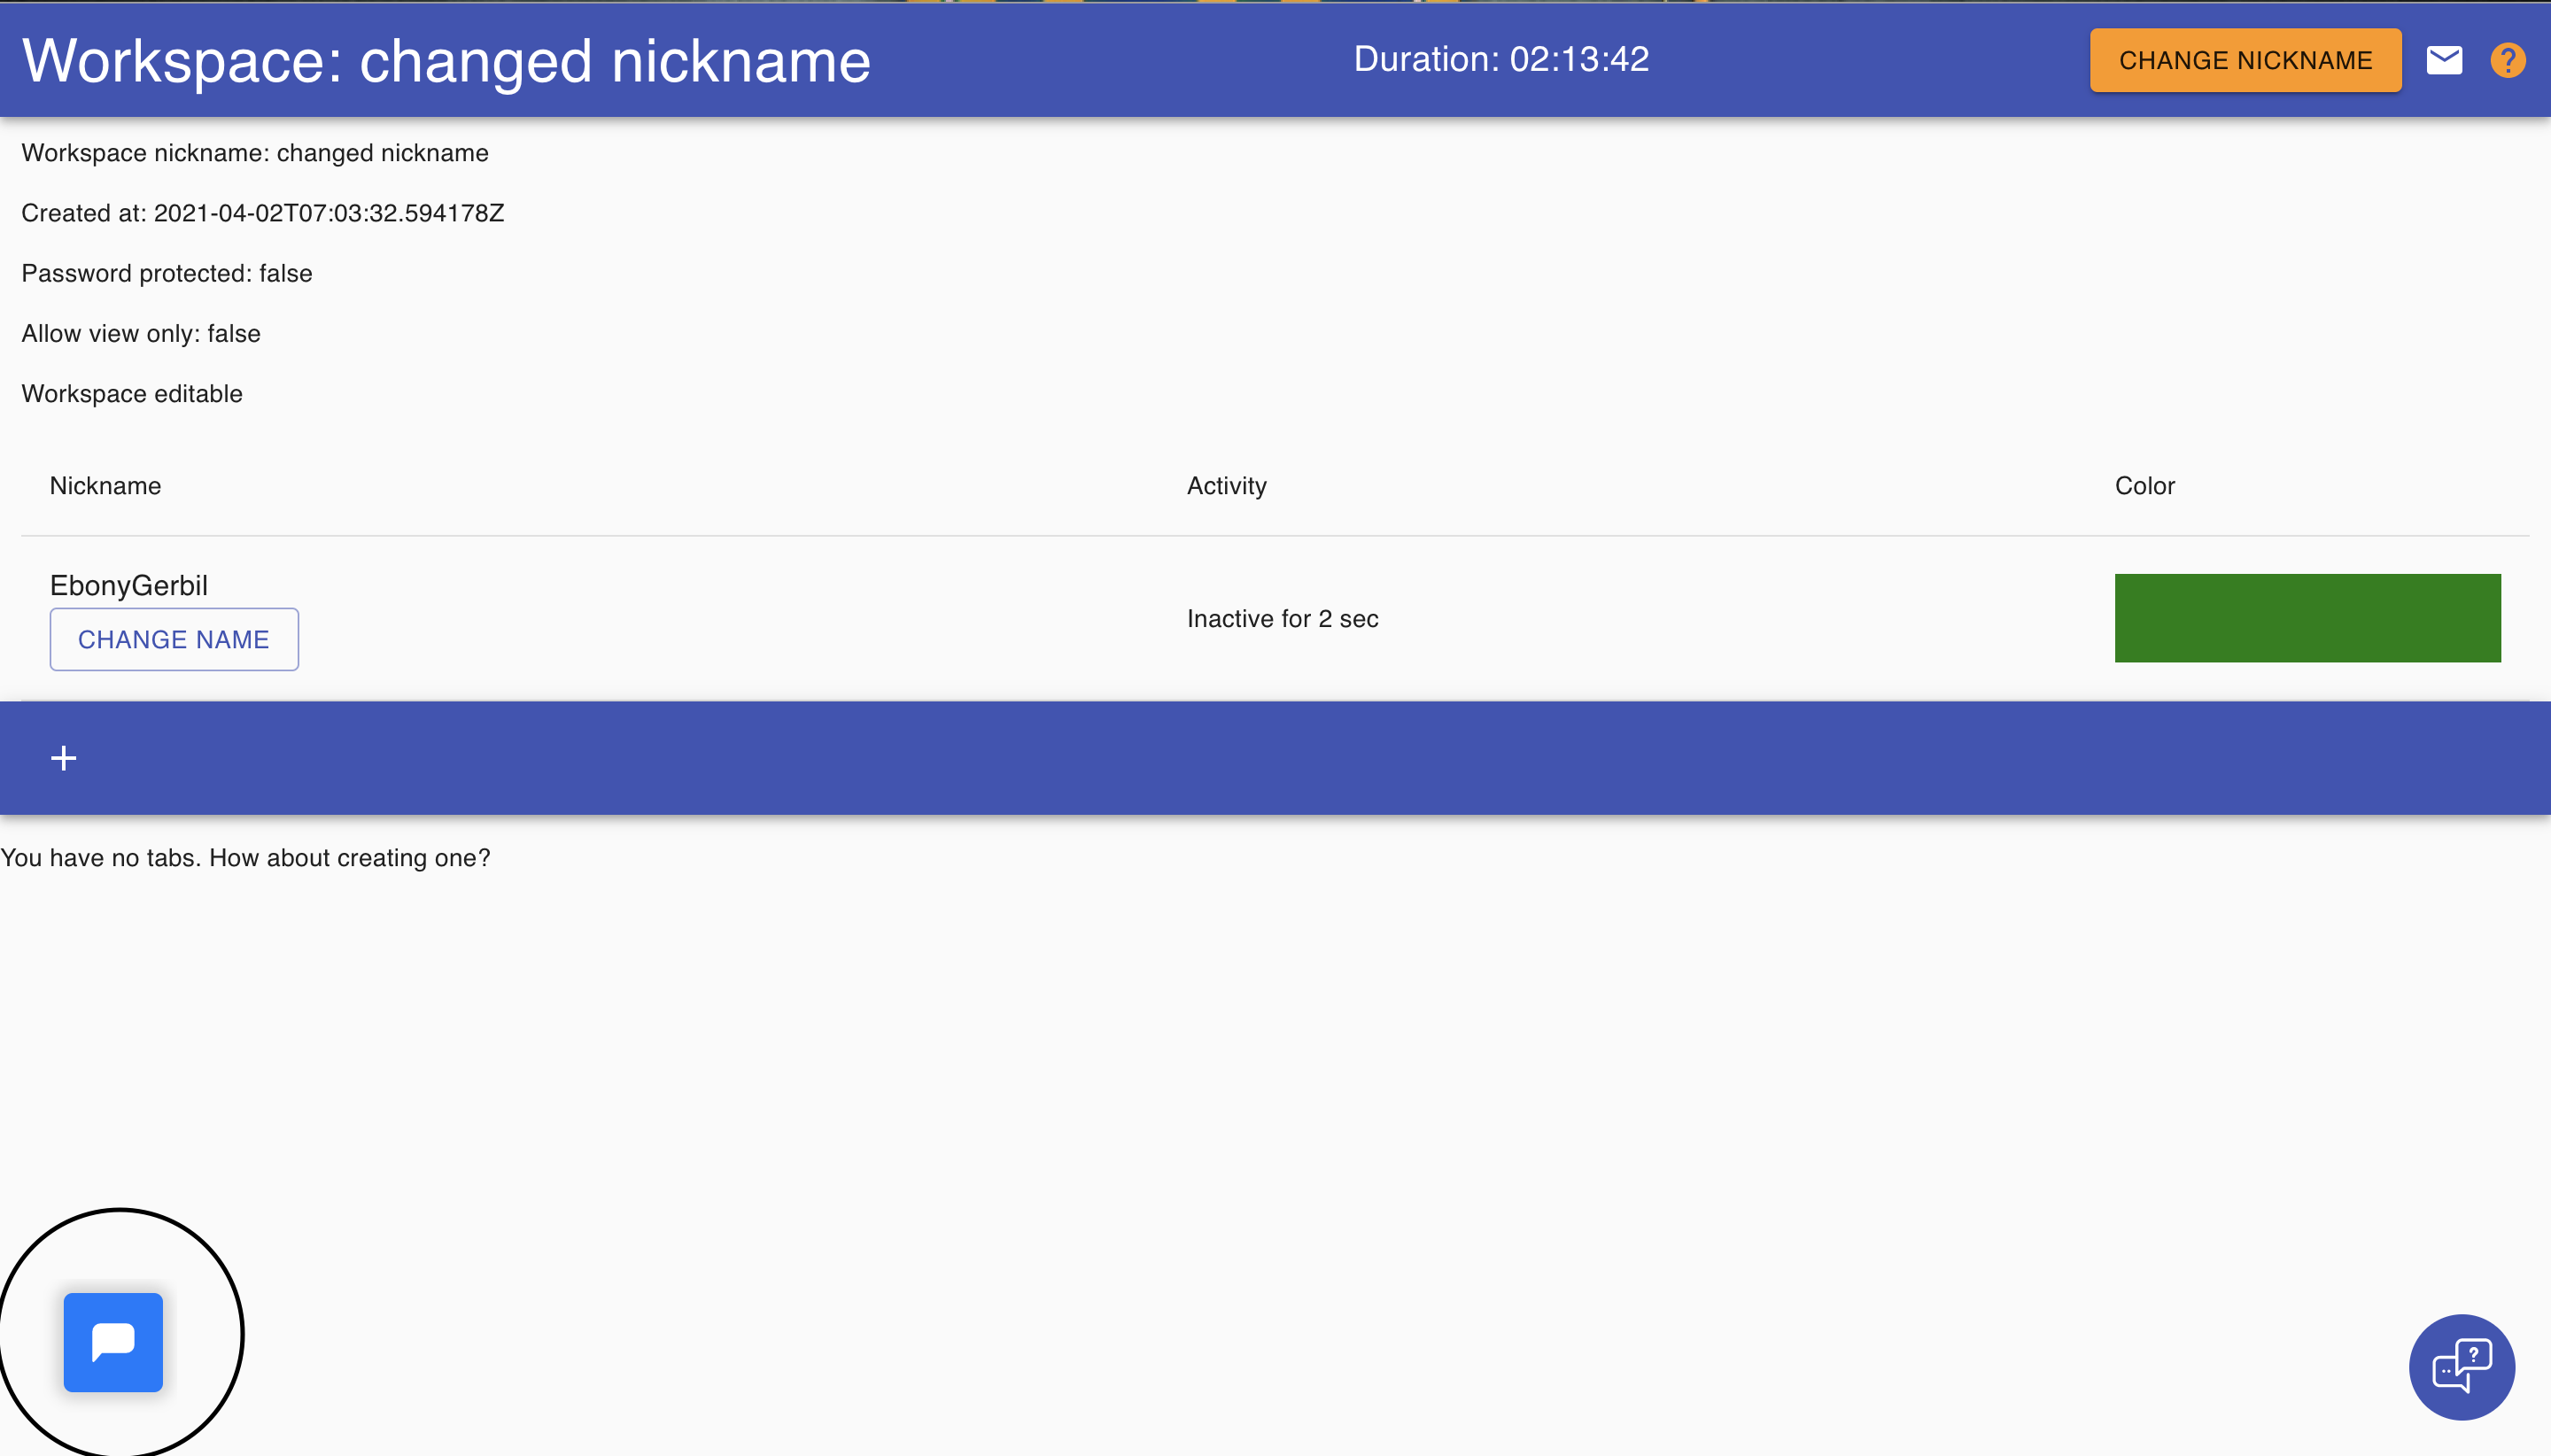 Workspace: changed nickname
Duration: 02:13:42
CHANGE NICKNAME
?
Workspace nickname: changed nickname
Created at: 2021-04-02T07:03:32.594178Z
Password protected: false
Allow view only: false
Workspace editable
Nickname Activity Color
EbonyGerbil
CHANGE NAME
Inactive for 2 sec
+
You have no tabs. How about creating one?
?